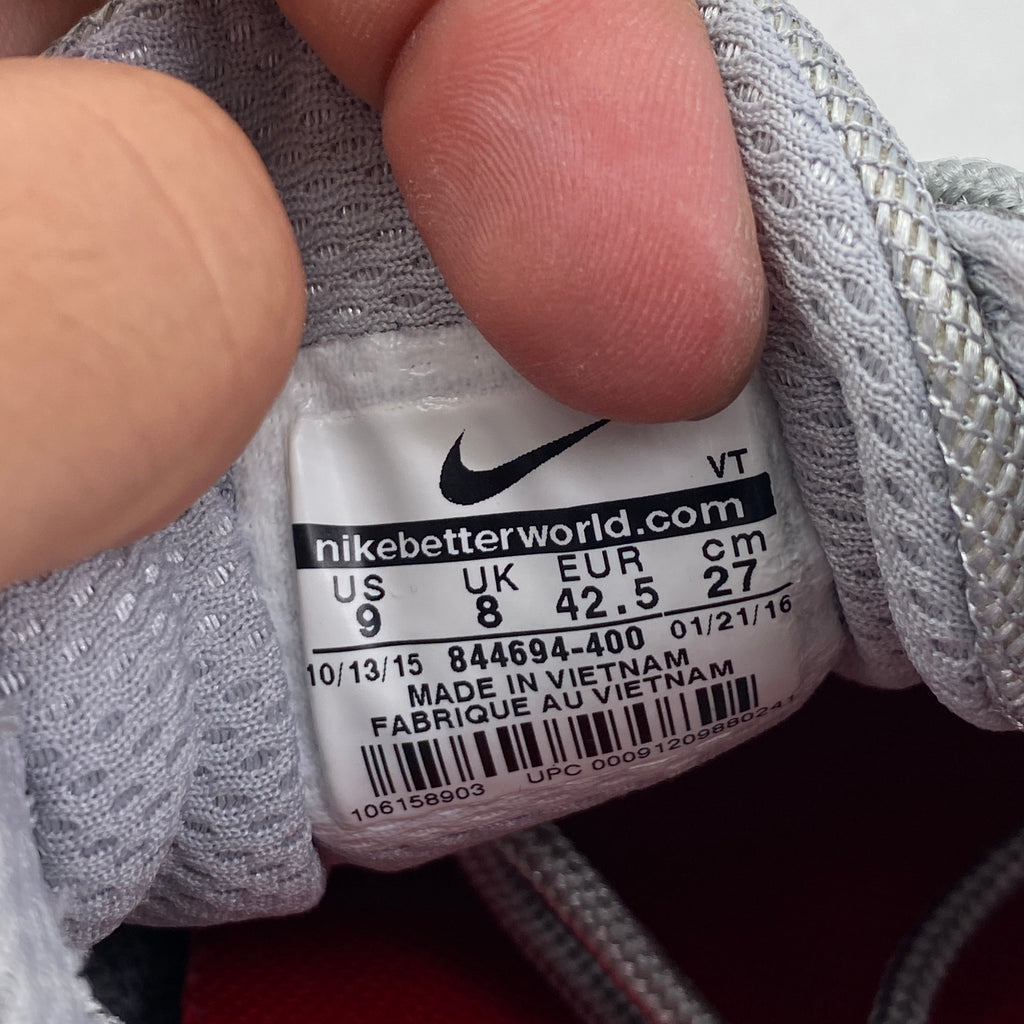 VT
nikebetterworld.com
US UK EUR cm
9 8 42.5 27
10/13/15 844694-400 01/21/16
MADE IN VIETNAM
FABRIQUE AU VIETNAM
106158903 UPC 00091209880241